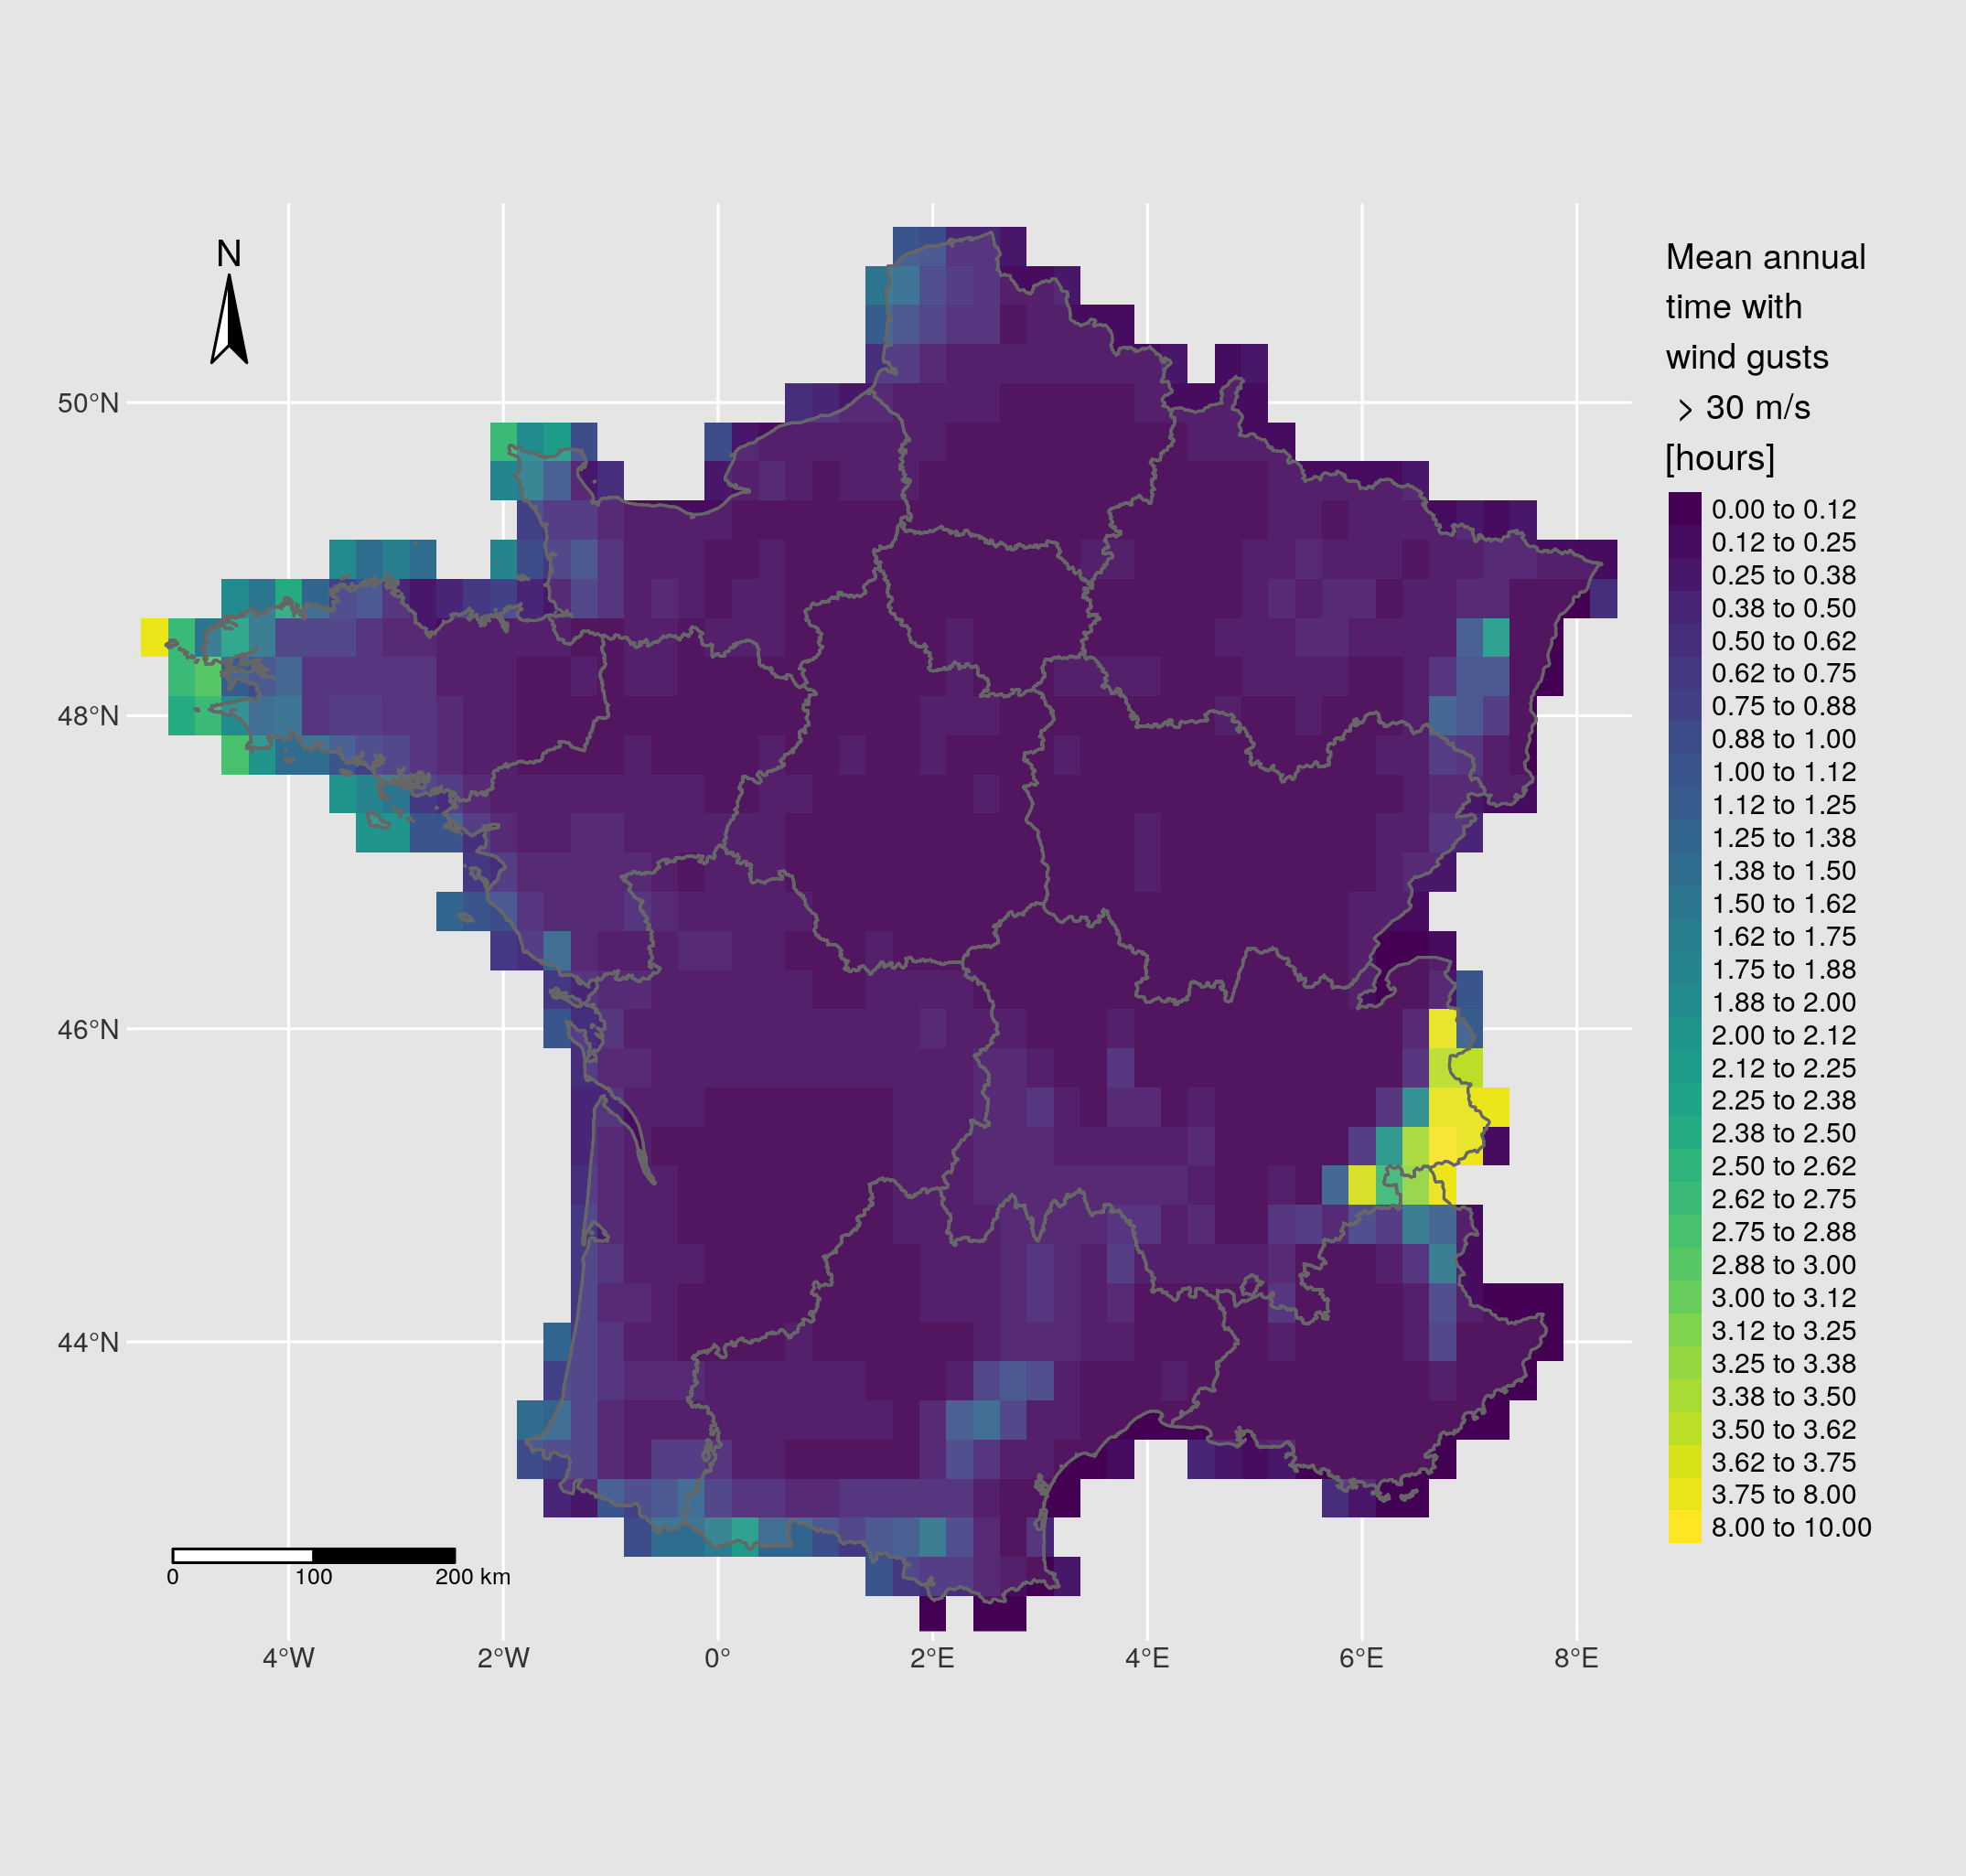 N
50°N
48°N
46°N
44°N
4°W 2°W 0° 2°E 4°E 6°E 8°E
0 100 200 km
Mean annual
time with
wind gusts
> 30 m/s
[hours]
0.00 to 0.12
0.12 to 0.25
0.25 to 0.38
0.38 to 0.50
0.50 to 0.62
0.62 to 0.75
0.75 to 0.88
0.88 to 1.00
1.00 to 1.12
1.12 to 1.25
1.25 to 1.38
1.38 to 1.50
1.50 to 1.62
1.62 to 1.75
1.75 to 1.88
1.88 to 2.00
2.00 to 2.12
2.12 to 2.25
2.25 to 2.38
2.38 to 2.50
2.50 to 2.62
2.62 to 2.75
2.75 to 2.88
2.88 to 3.00
3.00 to 3.12
3.12 to 3.25
3.25 to 3.38
3.38 to 3.50
3.50 to 3.62
3.62 to 3.75
3.75 to 8.00
8.00 to 10.00